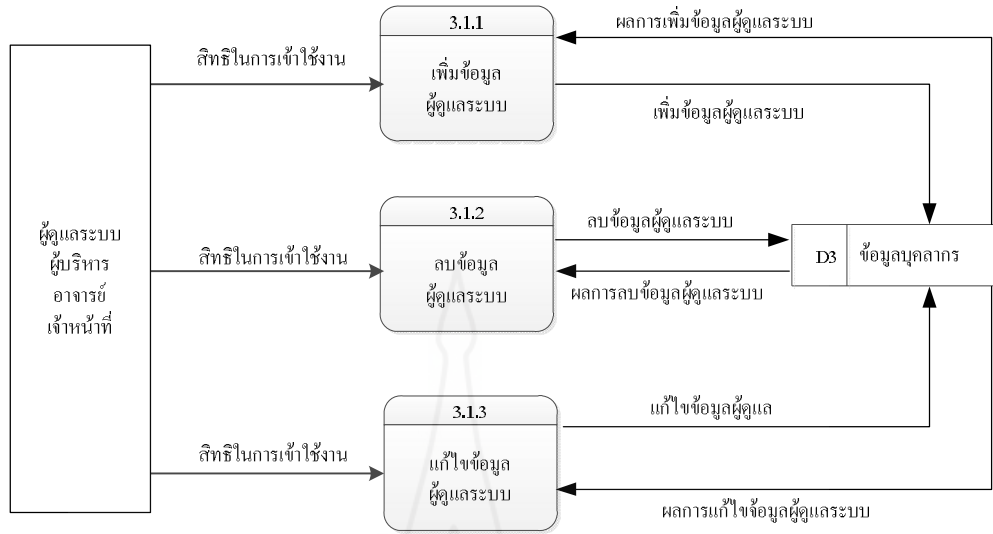 3.1.1
ผลการเพิ่มข้อมูลผู้ดูแลระบบ
สิทธิในการเข้าใช้งาน
เพิ่มข้อมูล
ผู้ดูแลระบบ
เพิ่มข้อมูลผู้ดูแลระบบ
ผู้ดูแลระบบ
ผู้บริหาร
อาจารย์
เจ้าหน้าที่
3.1.2
สิทธิในการเข้าใช้งาน
ลบข้อมูล
ผู้ดูแลระบบ
ลบข้อมูลผู้ดูแลระบบ
ผลการลบข้อมูลผู้ดูแลระบบ
D3 ข้อมูลบุคลากร
3.1.3
สิทธิในการเข้าใช้งาน
แก้ไขข้อมูล
ผู้ดูแลระบบ
แก้ไขข้อมูลผู้ดูแล
ผลการแก้ไขข้อมูลผู้ดูแลระบบ